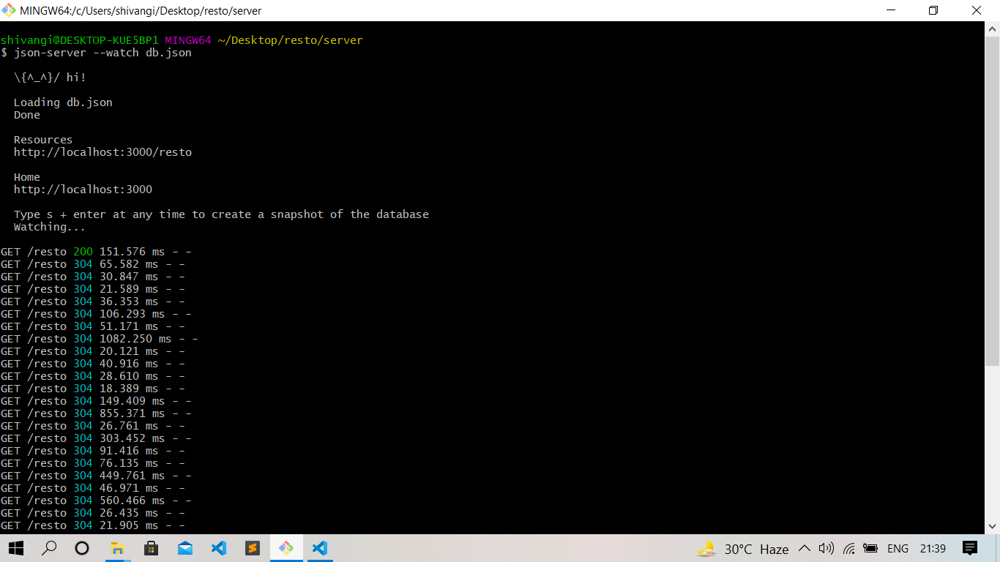 MINGW64:/c/Users/shivangi/Desktop/resto/server
shivangi@DESKTOP-KUE5BP1 MINGW64 ~/Desktop/resto/server
$ json-server --watch db.json
\{^_^}/ hi!
Loading db.json
Done
Resources
http://localhost:3000/resto
Home
http://localhost:3000
Type s + enter at any time to create a snapshot of the database
Watching...
GET /resto 200 151.576 ms - -
GET /resto 304 65.582 ms - -
GET /resto 304 30.847 ms - -
GET /resto 304 21.589 ms - -
GET /resto 304 36.353 ms - -
GET /resto 304 106.293 ms - -
GET /resto 304 51.171 ms - -
GET /resto 304 1082.250 ms - -
GET /resto 304 20.121 ms - -
GET /resto 304 40.916 ms - -
GET /resto 304 28.610 ms - -
GET /resto 304 18.389 ms - -
GET /resto 304 149.409 ms - -
GET /resto 304 855.371 ms - -
GET /resto 304 26.761 ms - -
GET /resto 304 303.452 ms - -
GET /resto 304 91.416 ms - -
GET /resto 304 76.135 ms - -
GET /resto 304 449.761 ms - -
GET /resto 304 46.971 ms - -
GET /resto 304 560.466 ms - -
GET /resto 304 26.435 ms - -
GET /resto 304 21.905 ms - -
30°C Haze ENG 21:39